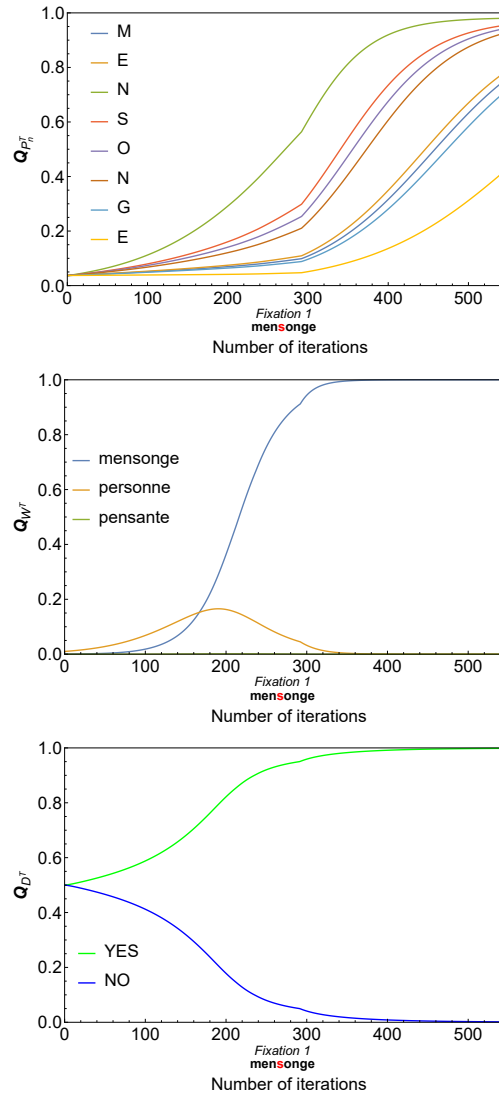 1.0
0.8
0.6
0.4
0.2
0.0
Q_{P_n^T}
M
E
N
S
O
N
G
E
0 100 200 300 400 500
Fixation 1
mensonge
Number of iterations
1.0
0.8
0.6
0.4
0.2
0.0
Q_{W^T}
mensonge
personne
pensante
0 100 200 300 400 500
Fixation 1
mensonge
Number of iterations
1.0
0.8
0.6
0.4
0.2
0.0
Q_{D^T}
YES
NO
0 100 200 300 400 500
Fixation 1
mensonge
Number of iterations